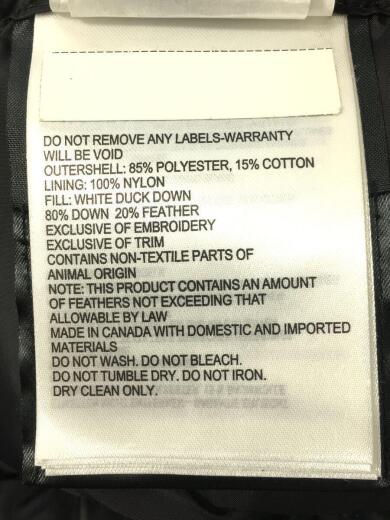 DO NOT REMOVE ANY LABELS-WARRANTY
WILL BE VOID
OUTERSHELL: 85% POLYESTER, 15% COTTON
LINING: 100% NYLON
FILL: WHITE DUCK DOWN
80% DOWN 20% FEATHER
EXCLUSIVE OF EMBROIDERY
EXCLUSIVE OF TRIM
CONTAINS NON-TEXTILE PARTS OF
ANIMAL ORIGIN
NOTE: THIS PRODUCT CONTAINS AN AMOUNT
OF FEATHERS NOT EXCEEDING THAT
ALLOWABLE BY LAW
MADE IN CANADA WITH DOMESTIC AND IMPORTED
MATERIALS
DO NOT WASH. DO NOT BLEACH.
DO NOT TUMBLE DRY. DO NOT IRON.
DRY CLEAN ONLY.